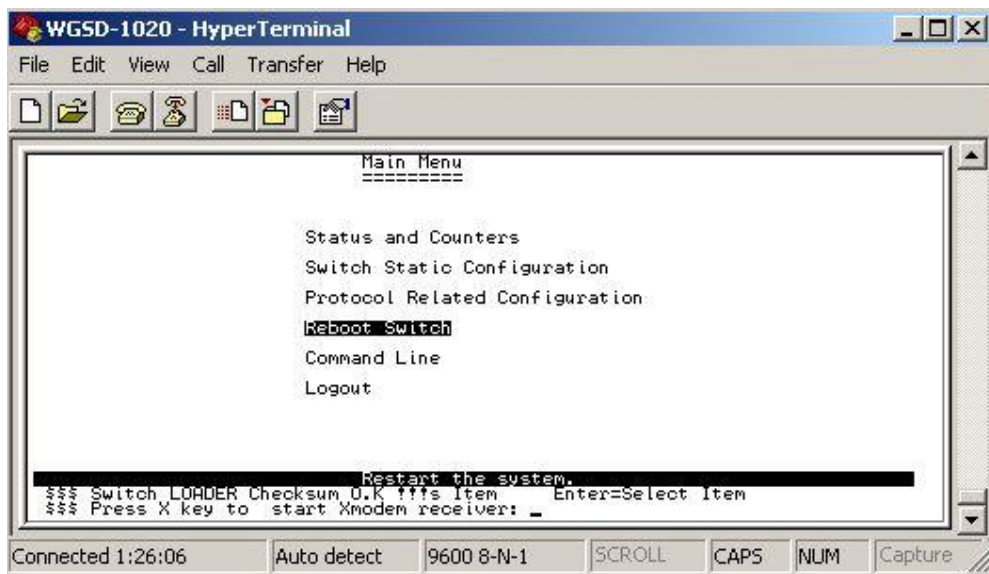 WGSD-1020 - HyperTerminal
File Edit View Call Transfer Help
Main Menu
=========
Status and Counters
Switch Static Configuration
Protocol Related Configuration
Reboot Switch
Command Line
Logout
Restart the system.
$$$ Switch LOADER Checksum O.K !!!s Item Enter=Select Item
$$$ Press X key to start Xmodem receiver: _
Connected 1:26:06 Auto detect 9600 8-N-1 SCROLL CAPS NUM Capture